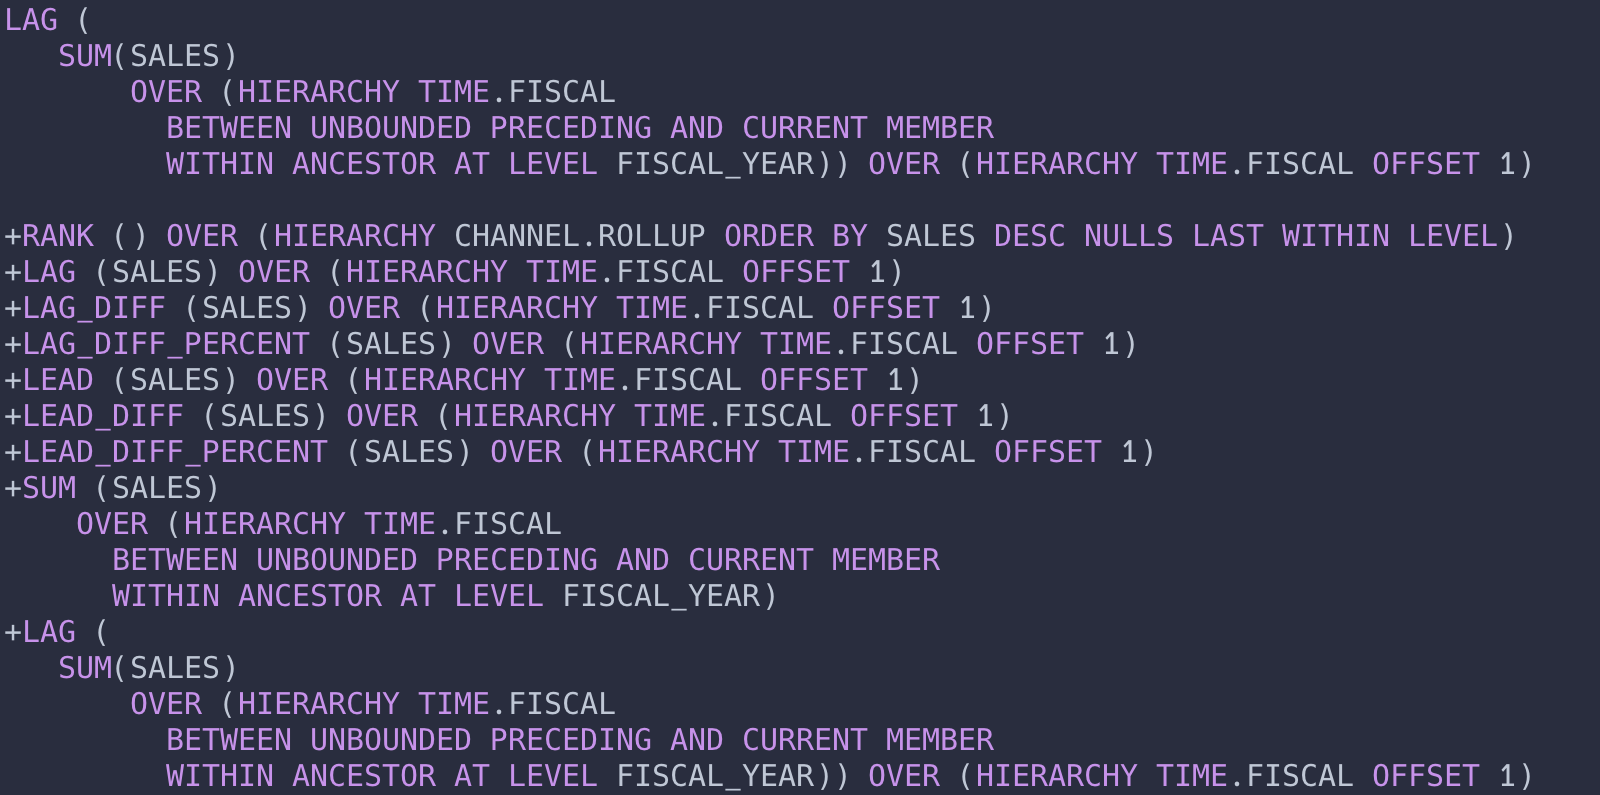 LAG (
SUM(SALES)
OVER (HIERARCHY TIME.FISCAL
BETWEEN UNBOUNDED PRECEDING AND CURRENT MEMBER
WITHIN ANCESTOR AT LEVEL FISCAL_YEAR)) OVER (HIERARCHY TIME.FISCAL OFFSET 1)
+RANK () OVER (HIERARCHY CHANNEL.ROLLUP ORDER BY SALES DESC NULLS LAST WITHIN LEVEL)
+LAG (SALES) OVER (HIERARCHY TIME.FISCAL OFFSET 1)
+LAG_DIFF (SALES) OVER (HIERARCHY TIME.FISCAL OFFSET 1)
+LAG_DIFF_PERCENT (SALES) OVER (HIERARCHY TIME.FISCAL OFFSET 1)
+LEAD (SALES) OVER (HIERARCHY TIME.FISCAL OFFSET 1)
+LEAD_DIFF (SALES) OVER (HIERARCHY TIME.FISCAL OFFSET 1)
+LEAD_DIFF_PERCENT (SALES) OVER (HIERARCHY TIME.FISCAL OFFSET 1)
+SUM (SALES)
OVER (HIERARCHY TIME.FISCAL
BETWEEN UNBOUNDED PRECEDING AND CURRENT MEMBER
WITHIN ANCESTOR AT LEVEL FISCAL_YEAR)
+LAG (
SUM(SALES)
OVER (HIERARCHY TIME.FISCAL
BETWEEN UNBOUNDED PRECEDING AND CURRENT MEMBER
WITHIN ANCESTOR AT LEVEL FISCAL_YEAR)) OVER (HIERARCHY TIME.FISCAL OFFSET 1)